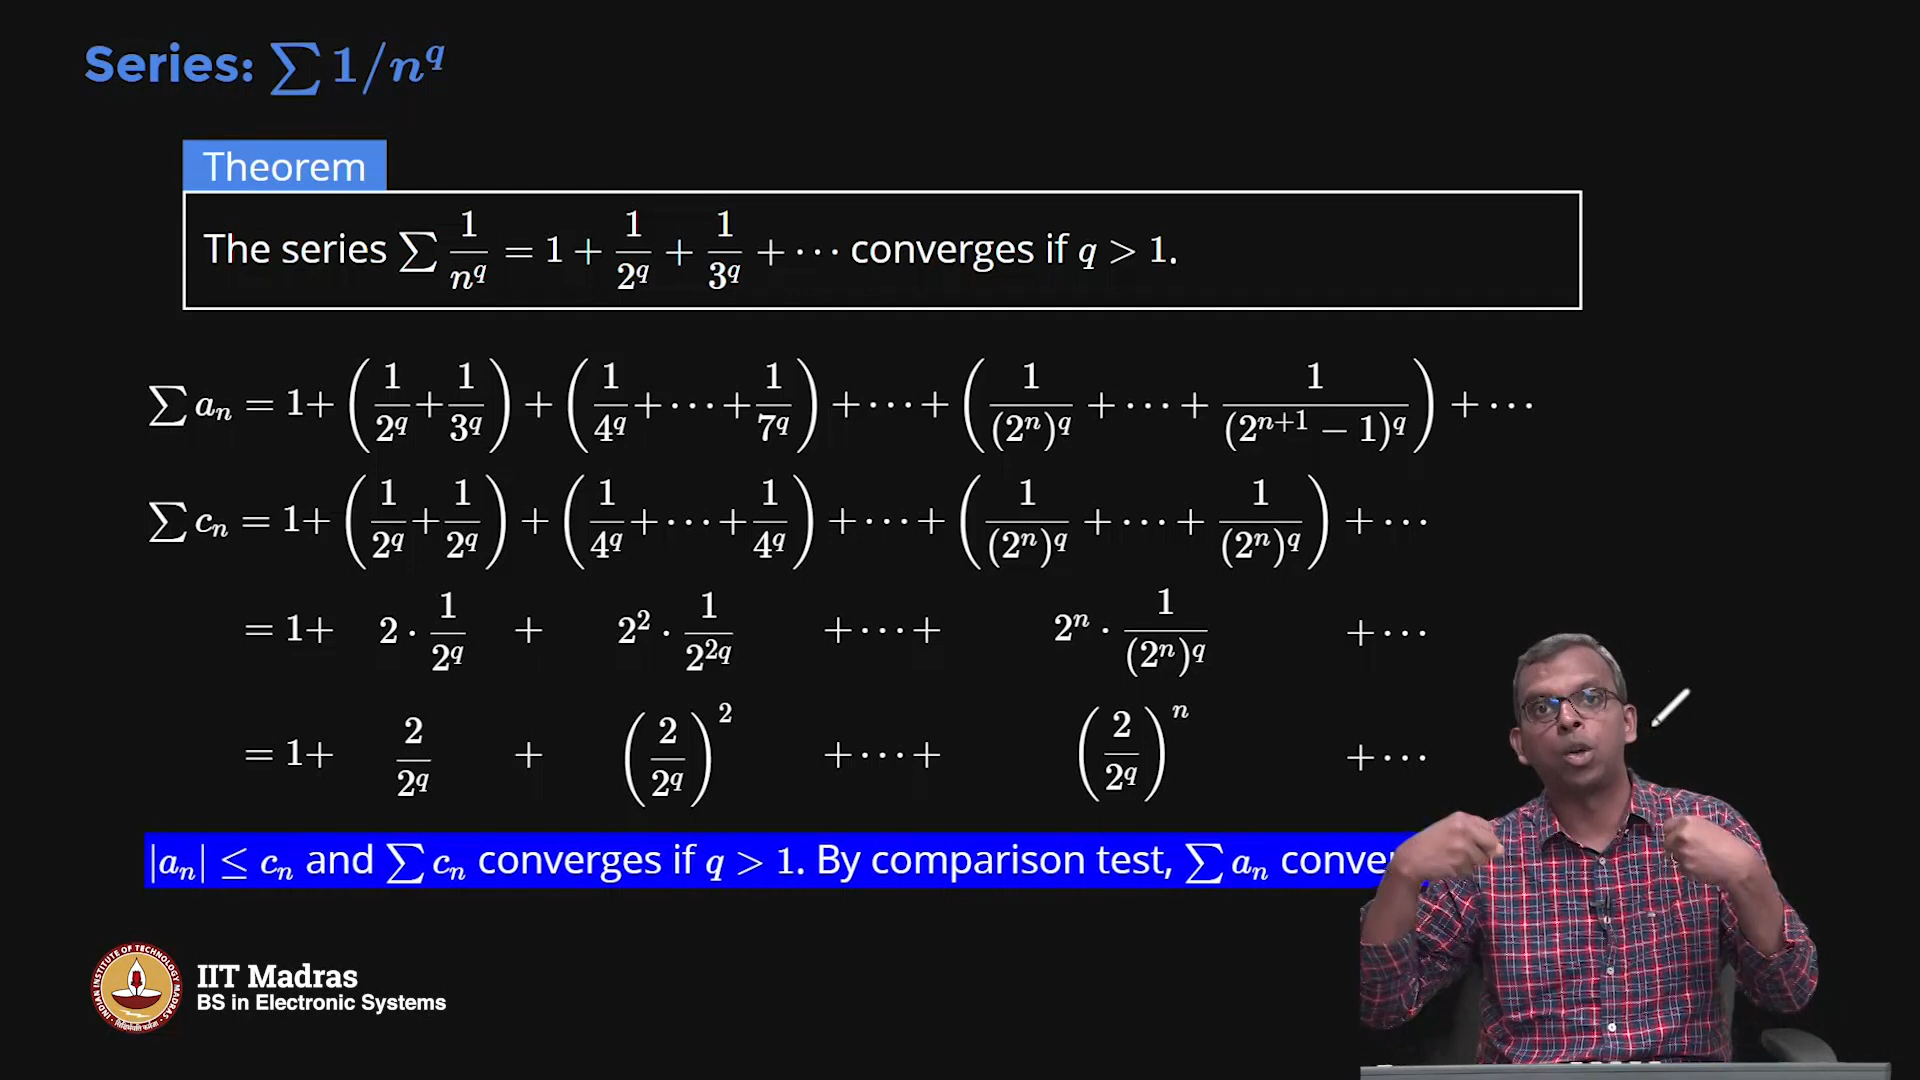 Series: ∑ 1/n^q
Theorem
The series ∑ 1/n^q = 1 + 1/2^q + 1/3^q + ⋯ converges if q > 1.
∑ a_n = 1+ (1/2^q + 1/3^q) + (1/4^q + ⋯ + 1/7^q) + ⋯ + (1/(2^n)^q + ⋯ + 1/(2^{n+1} − 1)^q) + ⋯
∑ c_n = 1+ (1/2^q + 1/2^q) + (1/4^q + ⋯ + 1/4^q) + ⋯ + (1/(2^n)^q + ⋯ + 1/(2^n)^q) + ⋯
= 1+ 2 · 1/2^q + 2^2 · 1/2^{2q} + ⋯ + 2^n · 1/(2^n)^q + ⋯
= 1+ 2/2^q + (2/2^q)^2 + ⋯ + (2/2^q)^n + ⋯
|a_n| ≤ c_n and ∑ c_n converges if q > 1. By comparison test, ∑ a_n
IIT Madras
BS in Electronic Systems